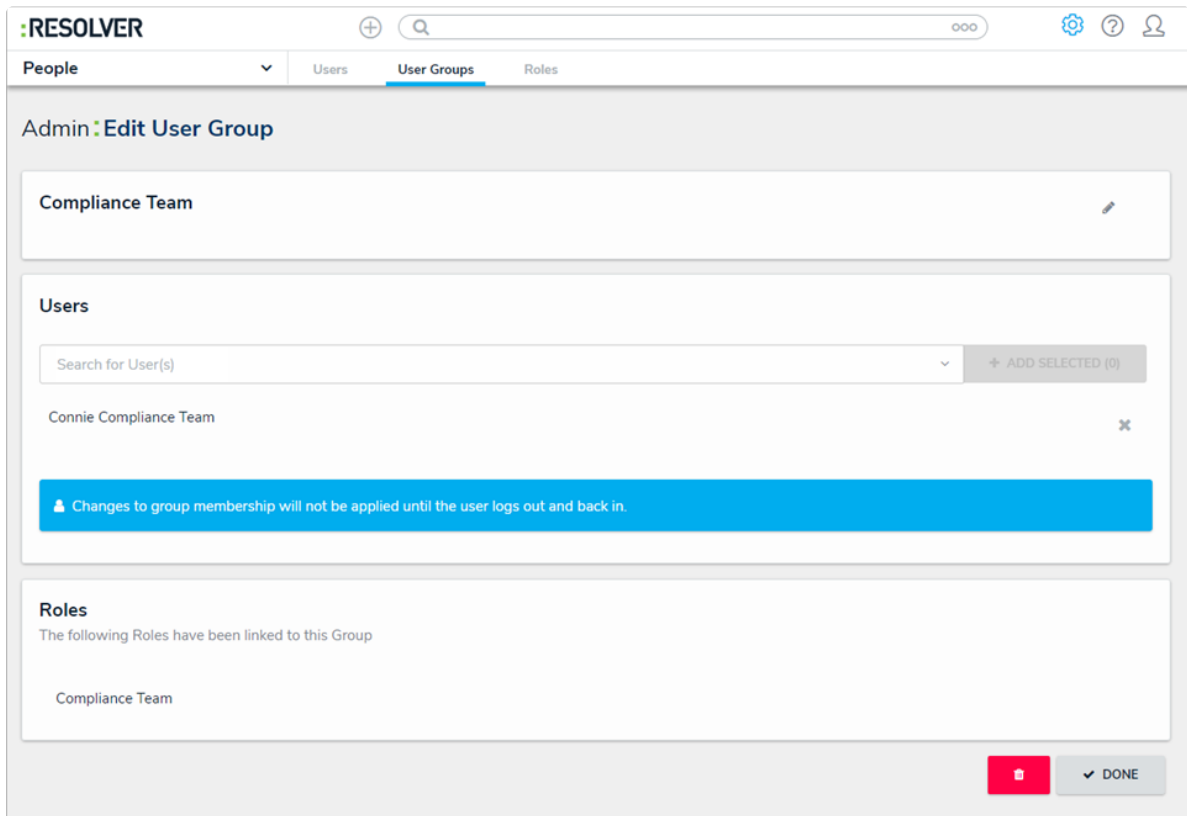 :RESOLVER
People
Users
User Groups
Roles
Admin:Edit User Group
Compliance Team
Users
Search for User(s)
+ ADD SELECTED (0)
Connie Compliance Team
Changes to group membership will not be applied until the user logs out and back in.
Roles
The following Roles have been linked to this Group
Compliance Team
DONE